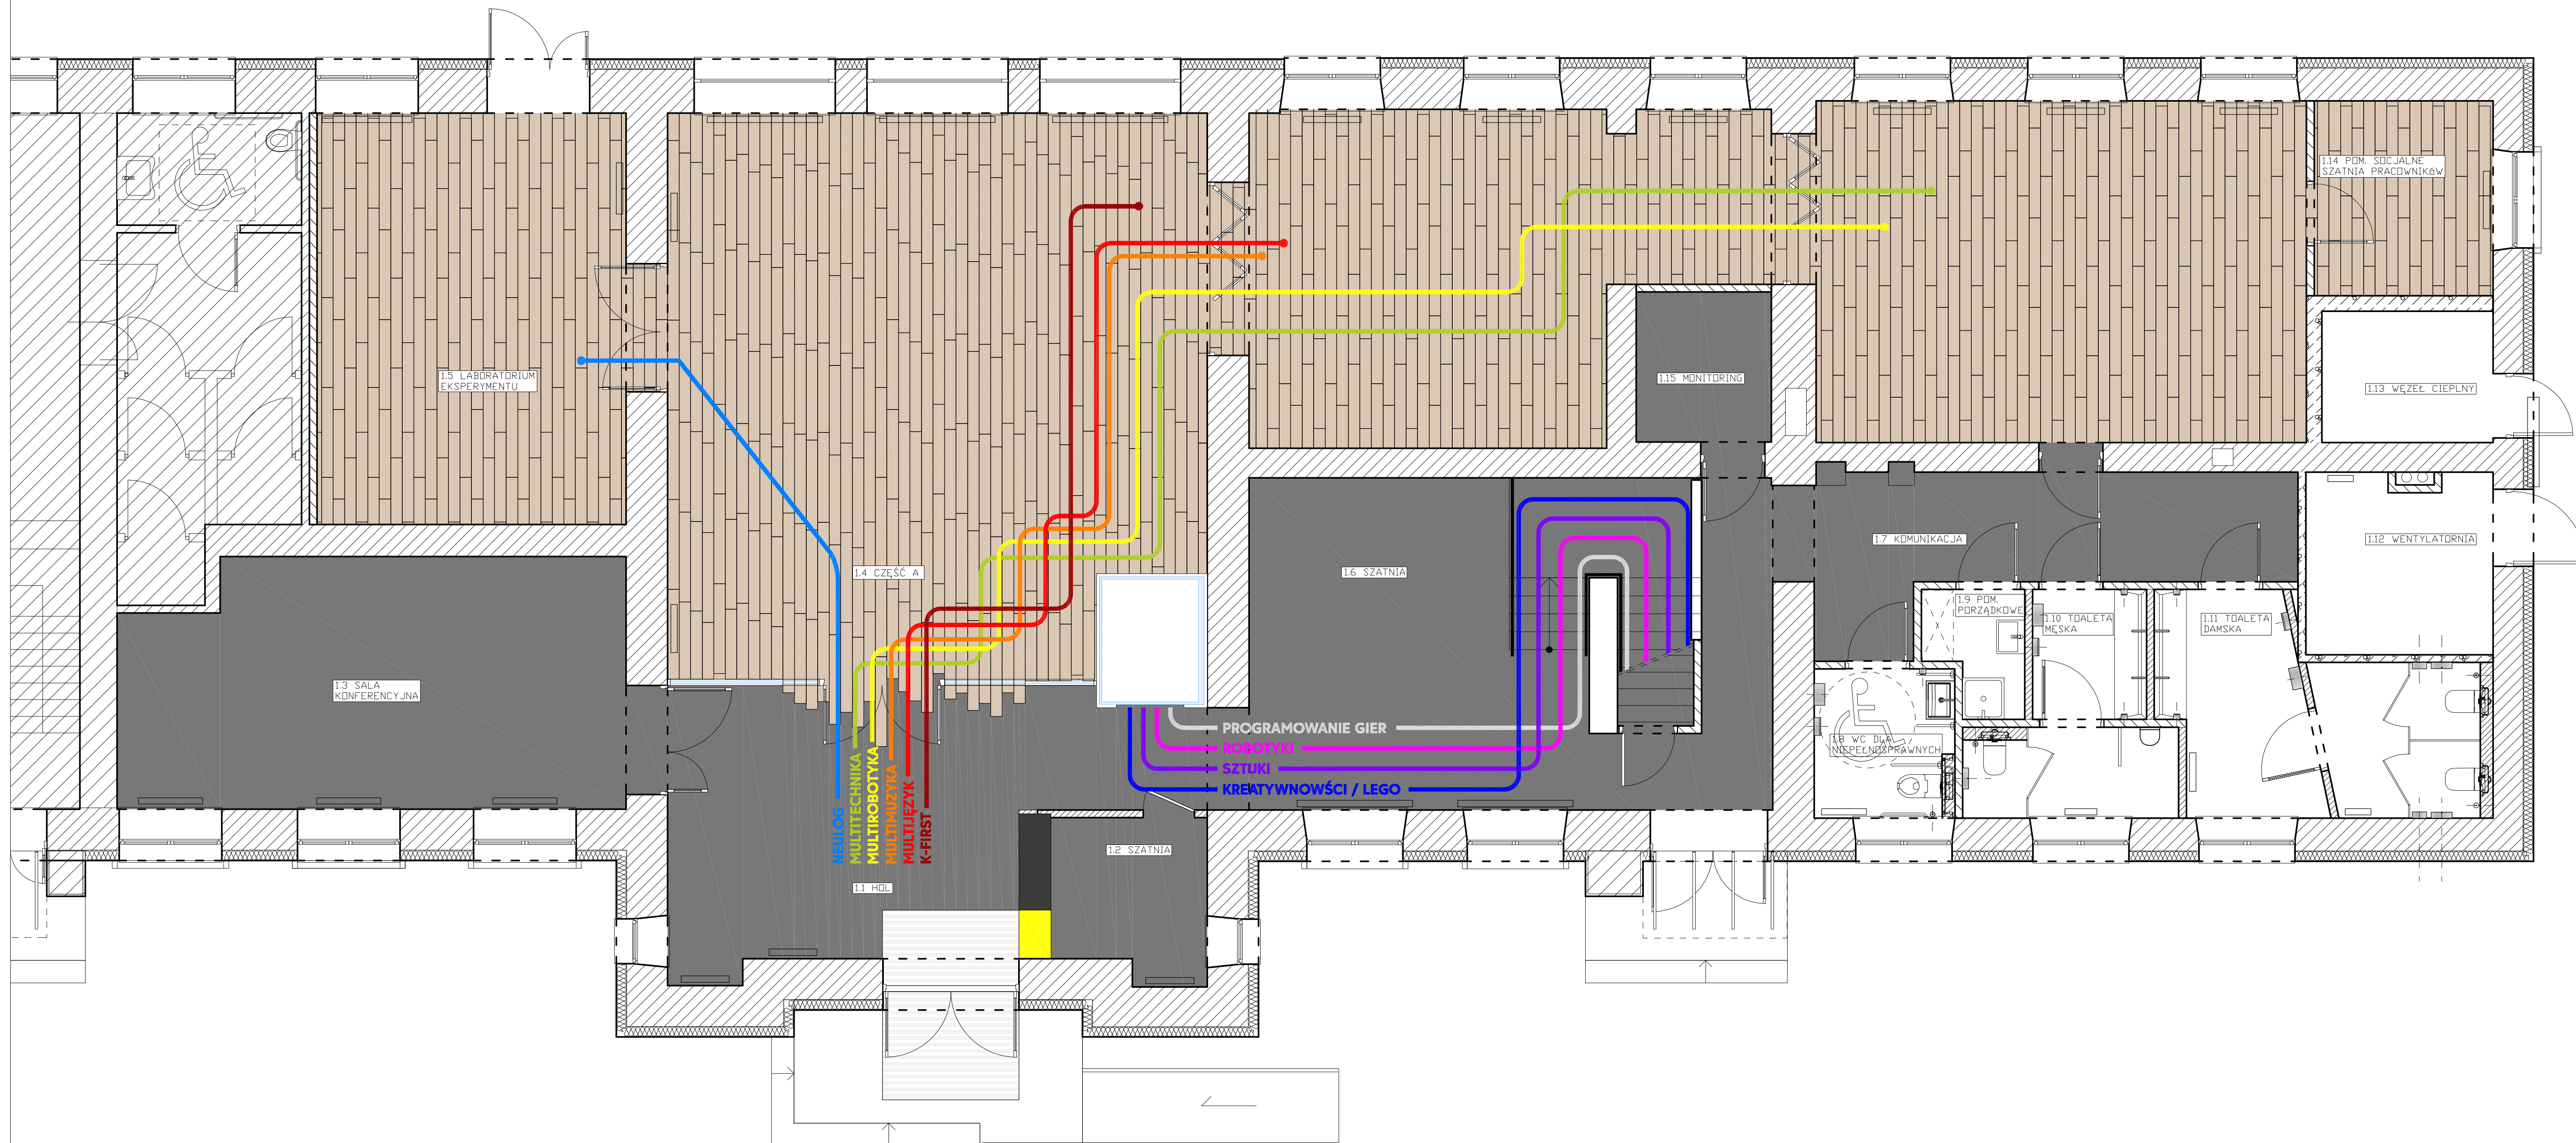 1.14 POM. SOCJALNE
SZATNIA PRACOWNIKóW
1.5 LABORATORIUM
EKSPERYMENTU
1.15 MONITORING
1.13 WĘZEŁ CIEPLNY
1.4 CZĘŚĆ A
1.6 SZATNIA
1.7 KOMUNIKACJA
1.12 WENTYLATORNIA
1.9 POM.
PORZĄDKOWE
1.10 TOALETA
MĘSKA
1.11 TOALETA
DAMSKA
1.3 SALA
KONFERENCYJNA
PROGRAMOWANIE GIER
ROBOTYKI
SZTUKI
KREATYWNOWŚCI / LEGO
1.8 WC DLA
NIEPEŁNOSPRAWNYCH
NEULOG
MULTITECHNIKA
MULTIROBOTYKA
MULTIMUZYKA
MULTIJĘZYK
K-FIRST
1.2 SZATNIA
1.1 HOL